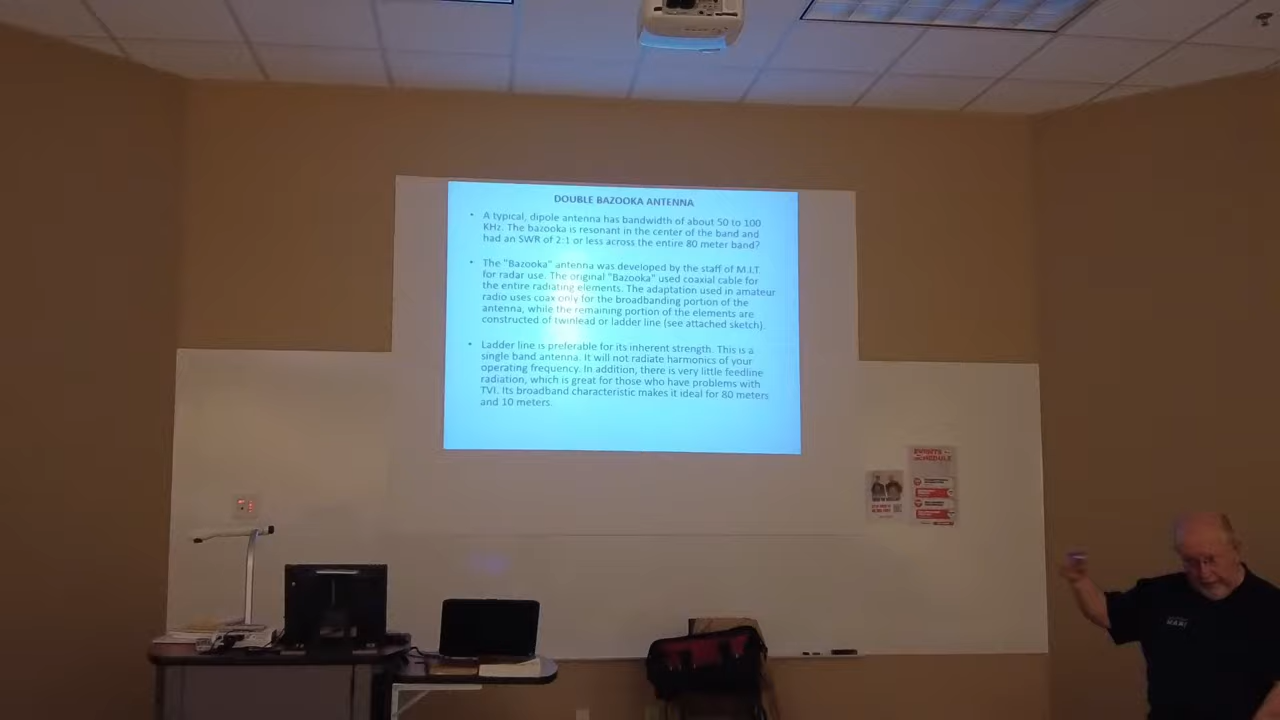 DOUBLE BAZOOKA ANTENNA
• A typical, dipole antenna has bandwidth of about 50 to 100
KHz. The bazooka is resonant in the center of the band and
had an SWR of 2:1 or less across the entire 80 meter band?
• The "Bazooka" antenna was developed by the staff of M.I.T.
for radar use. The original "Bazooka" used coaxial cable for
the entire radiating elements. The adaptation used in amateur
radio uses coax only for the broadbanding portion of the
antenna, while the remaining portion of the elements are
constructed of twinlead or ladder line (see attached sketch).
• Ladder line is preferable for its inherent strength. This is a
single band antenna. It will not radiate harmonics of your
operating frequency. In addition, there is very little feedline
radiation, which is great for those who have problems with
TVI. Its broadband characteristic makes it ideal for 80 meters
and 10 meters.